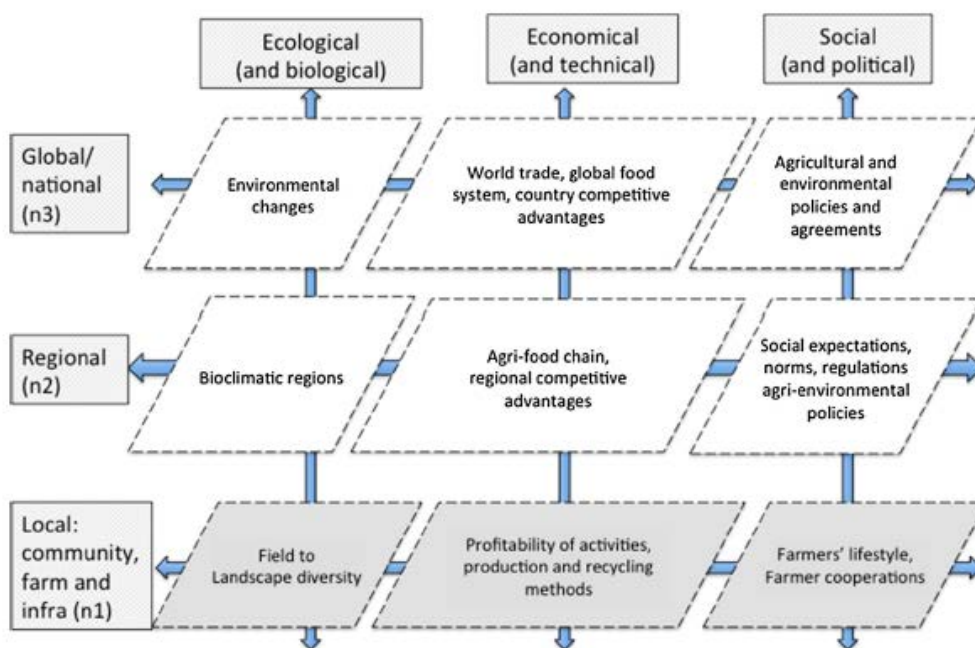 Ecological
(and biological)
Economical
(and technical)
Social
(and political)
Global/
national
(n3)
Environmental
changes
World trade, global food
system, country competitive
advantages
Agricultural and
environmental
policies and
agreements
Regional
(n2)
Bioclimatic regions
Agri-food chain,
regional competitive
advantages
Social expectations,
norms, regulations
agri-environmental
policies
Local:
community,
farm and
infra (n1)
Field to
Landscape diversity
Profitability of activities,
production and recycling
methods
Farmers' lifestyle,
Farmer cooperations